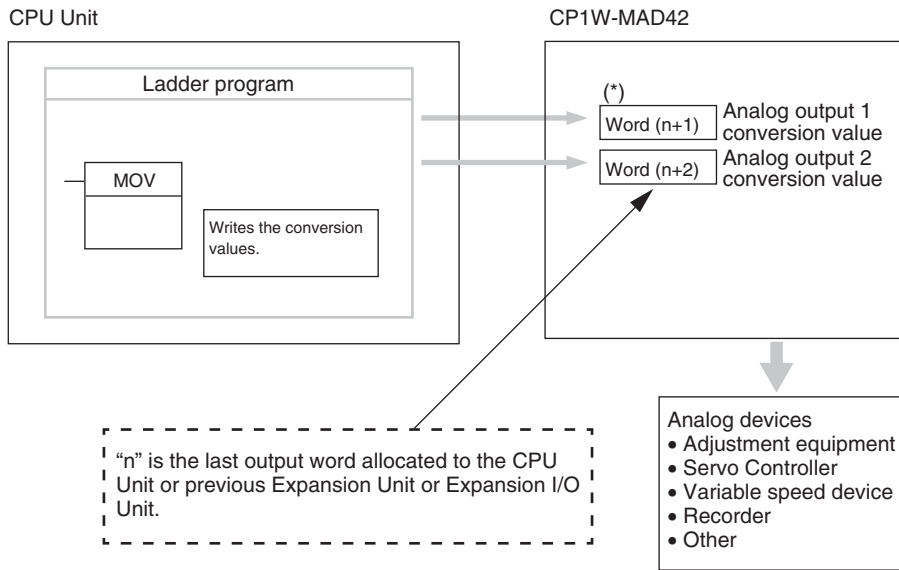 CPU Unit
CP1W-MAD42
Ladder program
MOV
Writes the conversion
values.
(*)
Word (n+1)
Analog output 1
conversion value
Word (n+2)
Analog output 2
conversion value
“n” is the last output word allocated to the CPU
Unit or previous Expansion Unit or Expansion I/O
Unit.
Analog devices
• Adjustment equipment
• Servo Controller
• Variable speed device
• Recorder
• Other